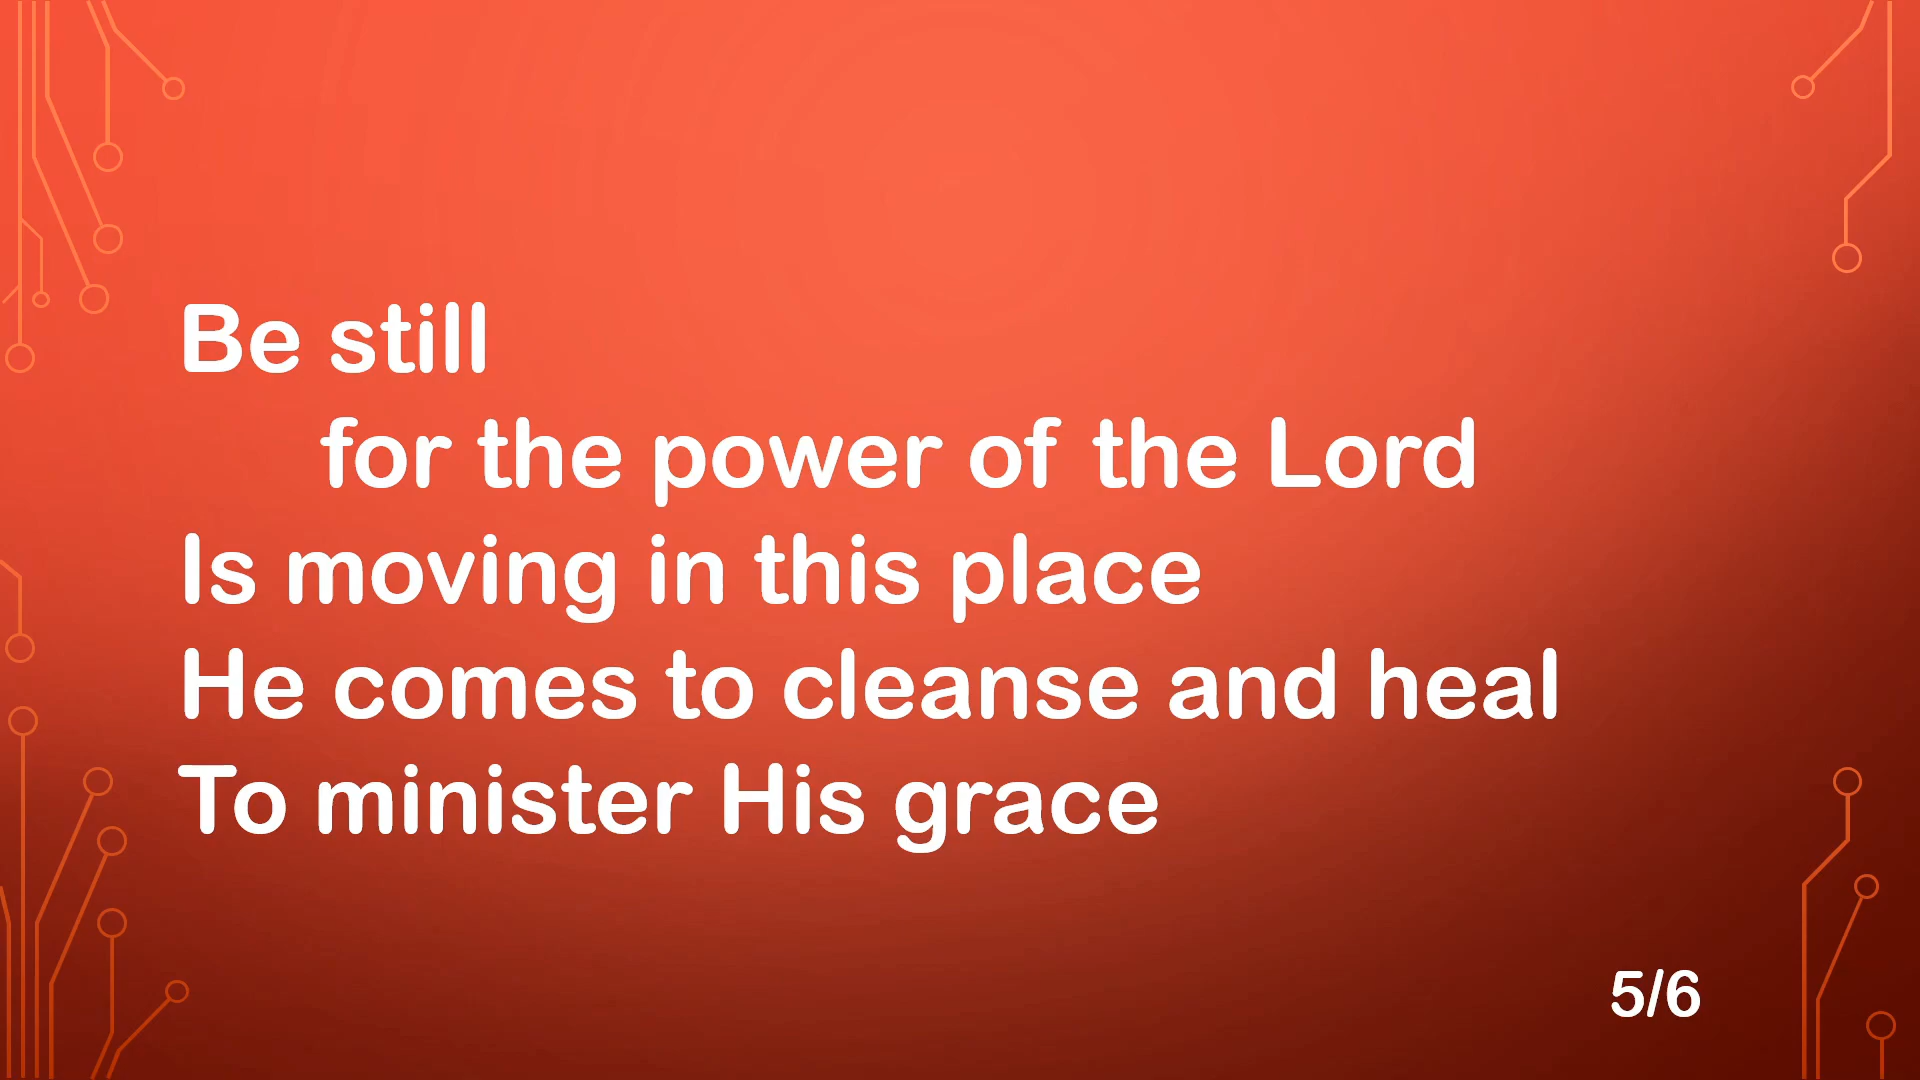 Be still
for the power of the Lord
Is moving in this place
He comes to cleanse and heal
To minister His grace
5/6